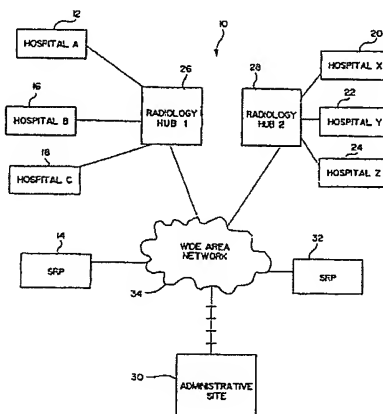 10
12
HOSPITAL A
20
HOSPITAL X
26
RADIOLOGY
HUB 1
28
RADIOLOGY
HUB 2
16
HOSPITAL B
22
HOSPITAL Y
18
HOSPITAL C
24
HOSPITAL Z
14
SRP
WIDE AREA
NETWORK
34
32
SRP
30
ADMINISTRATIVE
SITE